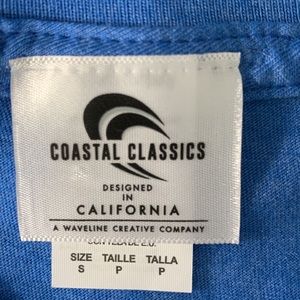 COASTAL CLASSICS
DESIGNED
IN
CALIFORNIA
A WAVELINE CREATIVE COMPANY
SIZE TAILLE TALLA
S P P